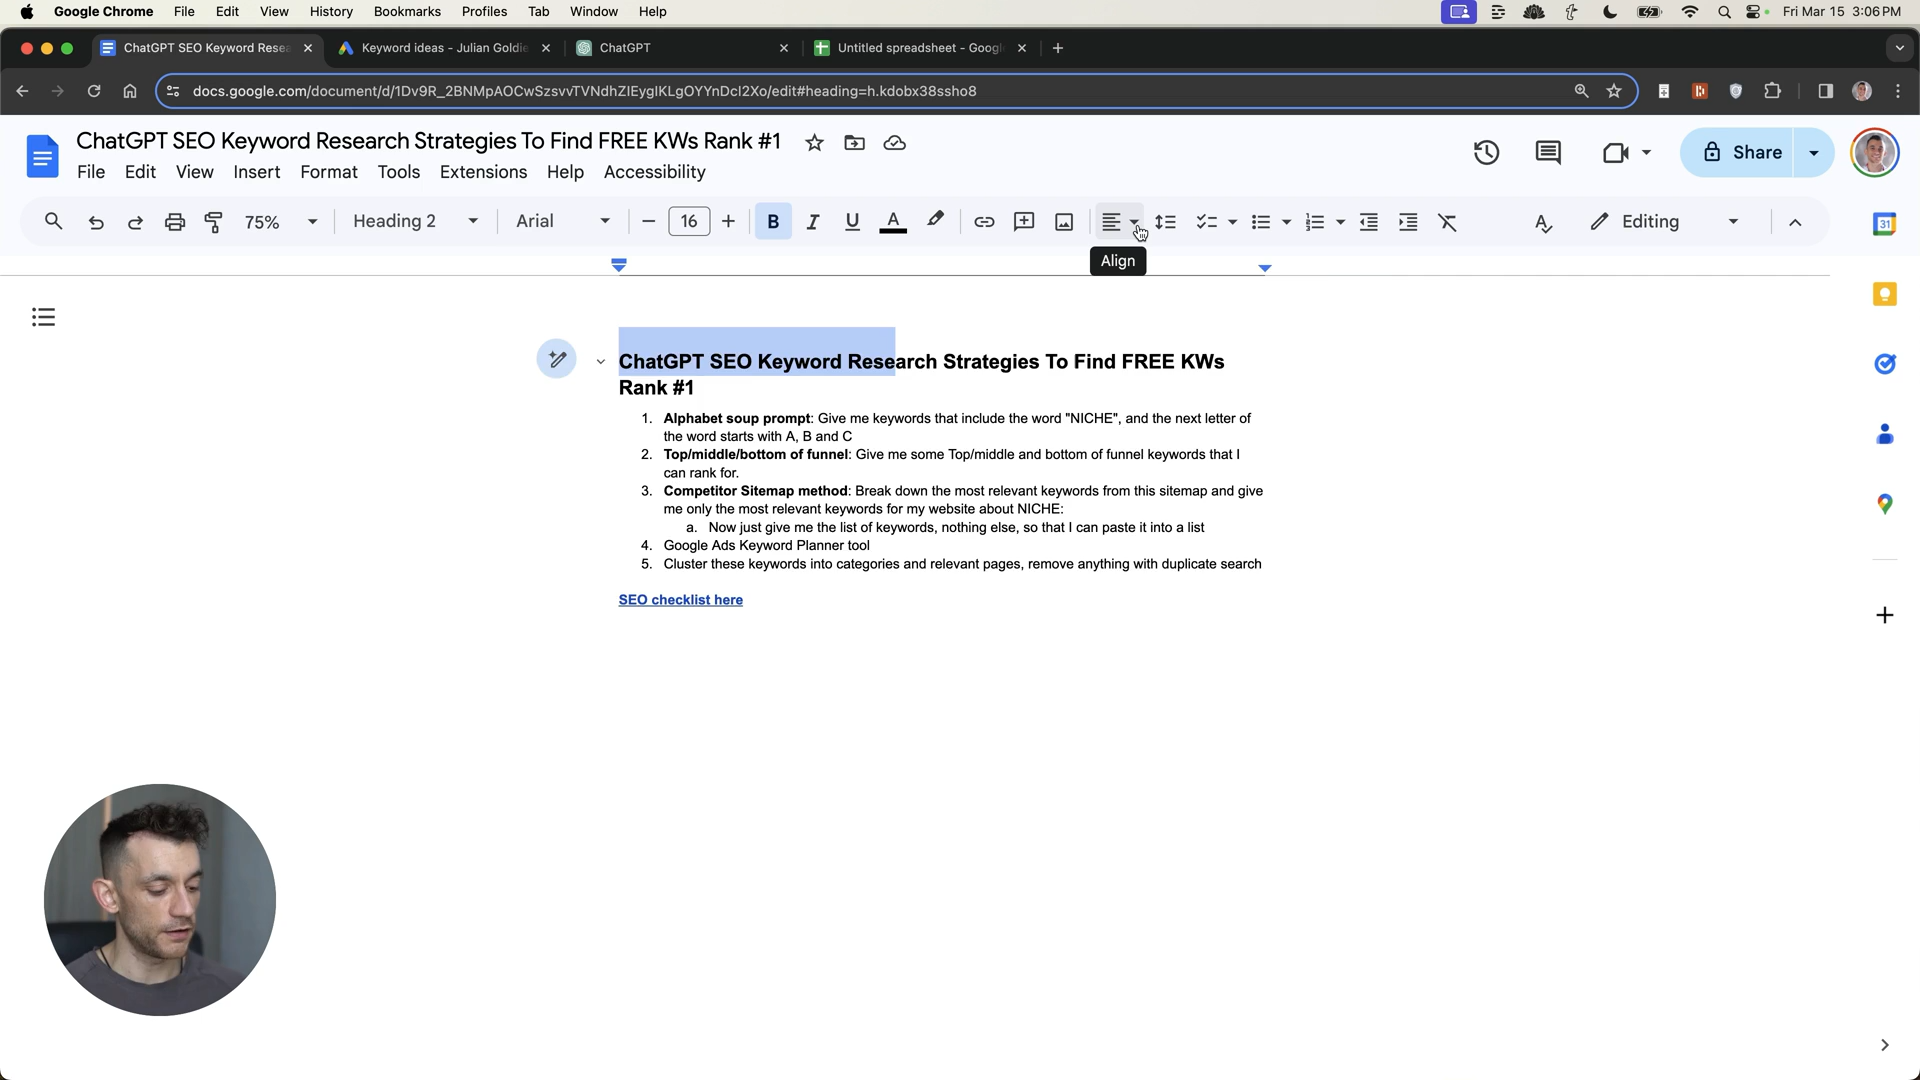 Google Chrome File Edit View History Bookmarks Profiles Tab Window Help Fri Mar 15 3:06 PM
ChatGPT SEO Keyword Resea Keyword ideas - Julian Goldie ChatGPT Untitled spreadsheet - Googl
docs.google.com/document/d/1Dv9R_2BNMpAOCwSzsvvTVNdhZIEyglKLgOYYnDcI2Xo/edit#heading=h.kdobx38ssho8
ChatGPT SEO Keyword Research Strategies To Find FREE KWs Rank #1
Share
File Edit View Insert Format Tools Extensions Help Accessibility
75% Heading 2 Arial 16 B I U A Editing
Align
31
ChatGPT SEO Keyword Research Strategies To Find FREE KWs
Rank #1
1. Alphabet soup prompt: Give me keywords that include the word "NICHE", and the next letter of
the word starts with A, B and C
2. Top/middle/bottom of funnel: Give me some Top/middle and bottom of funnel keywords that I
can rank for.
3. Competitor Sitemap method: Break down the most relevant keywords from this sitemap and give
me only the most relevant keywords for my website about NICHE:
a. Now just give me the list of keywords, nothing else, so that I can paste it into a list
4. Google Ads Keyword Planner tool
5. Cluster these keywords into categories and relevant pages, remove anything with duplicate search
SEO checklist here